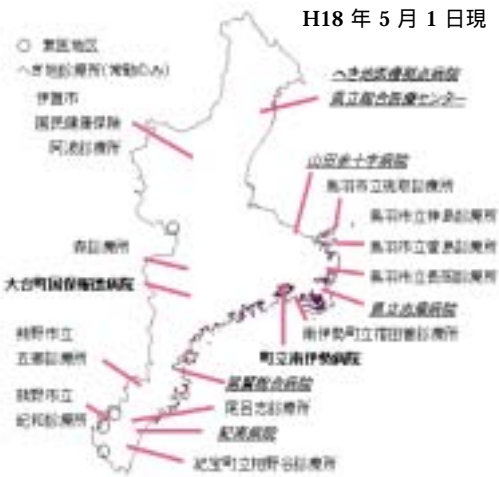 H18 年 5 月 1 日現
○ 無医地区
へき地診療所(常勤のみ)
伊賀市
国民健康保険
阿波診療所
へき地医療拠点病院
県立総合医療センター
山田赤十字病院
鳥羽市立桃取診療所
鳥羽市立神島診療所
鳥羽市立菅島診療所
鳥羽市立長岡診療所
県立志摩病院
南伊勢町立宿田曽診療所
町立南伊勢病院
森診療所
大台町国保報徳病院
熊野市立
五郷診療所
熊野市立
紀和診療所
尾鷲総合病院
尾呂志診療所
紀南病院
紀宝町立相野谷診療所